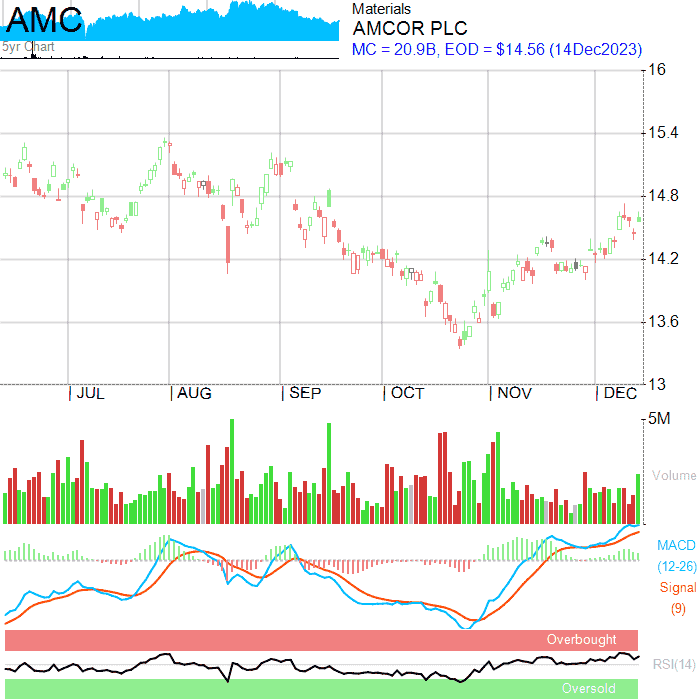 AMC
5yr Chart
Materials
AMCOR PLC
MC = 20.9B, EOD = $14.56 (14Dec2023)
16
15.4
14.8
14.2
13.6
13
JUL AUG SEP OCT NOV DEC
5M
Volume
MACD
(12-26)
Signal
(9)
Overbought
RSI(14)
Oversold